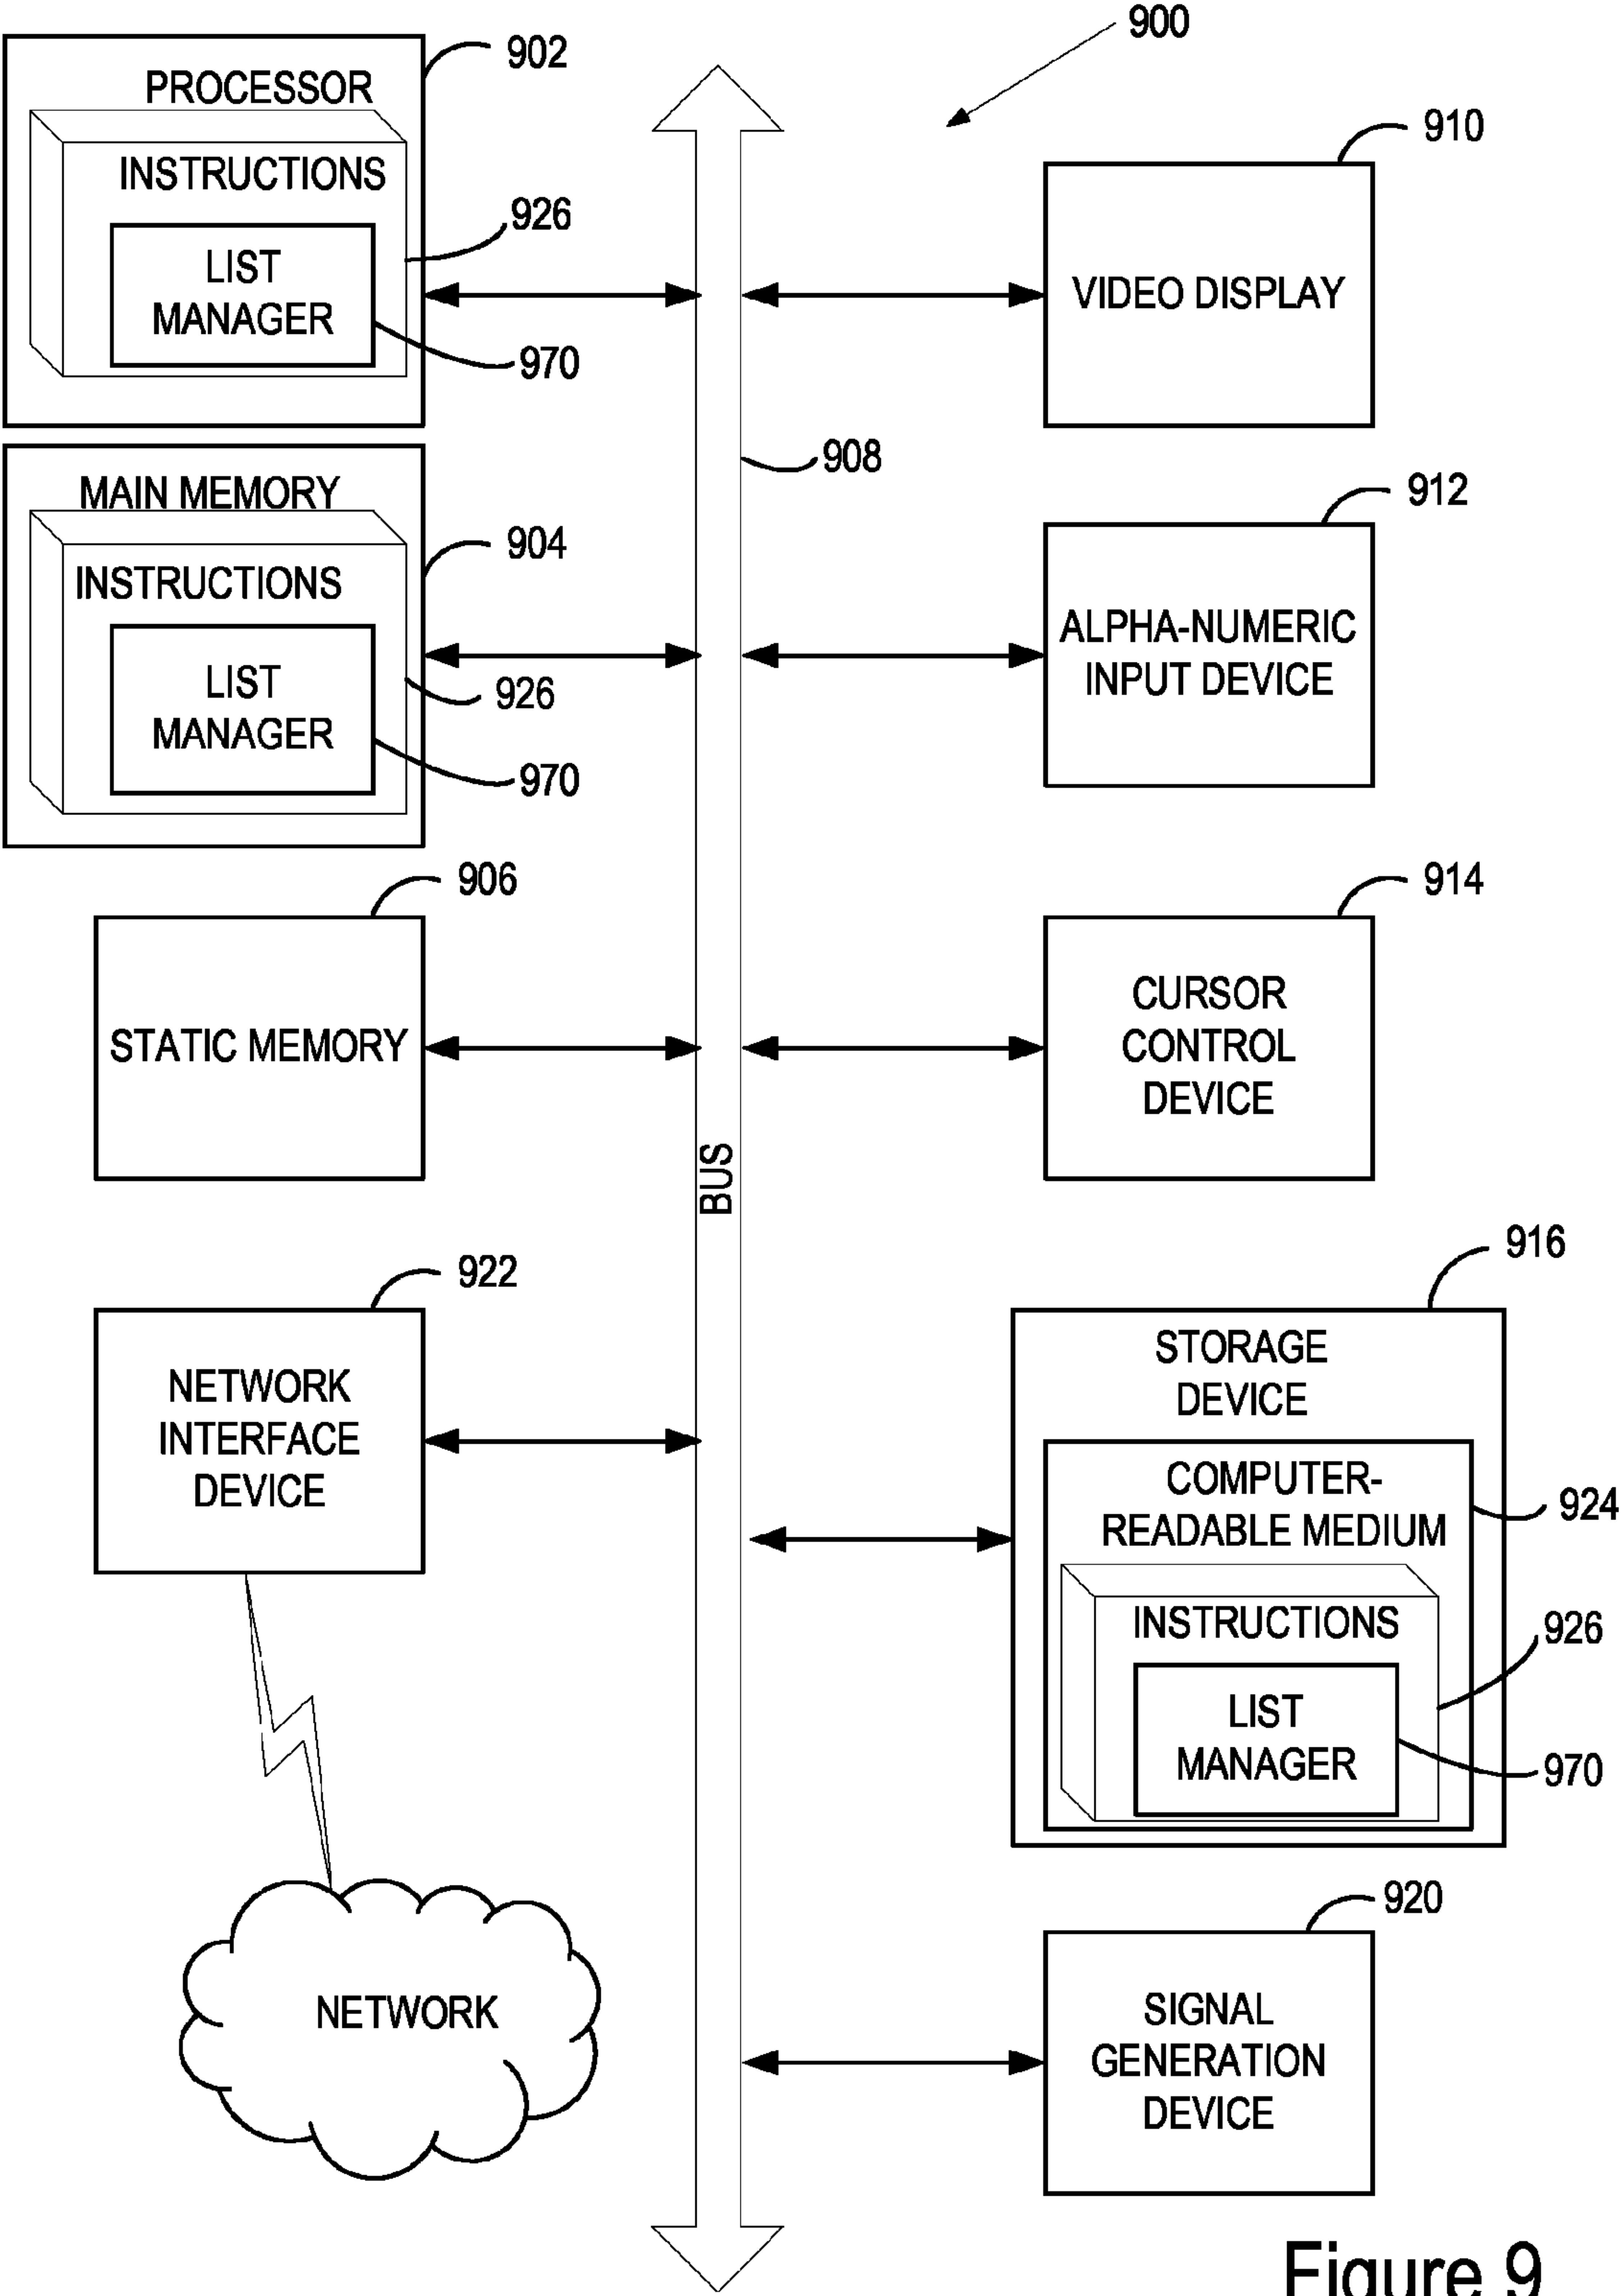 900
902
PROCESSOR
INSTRUCTIONS
926
LIST
MANAGER
970
910
VIDEO DISPLAY
908
MAIN MEMORY
904
INSTRUCTIONS
LIST
MANAGER
926
970
912
ALPHA-NUMERIC
INPUT DEVICE
906
STATIC MEMORY
914
CURSOR
CONTROL
DEVICE
BUS
922
NETWORK
INTERFACE
DEVICE
916
STORAGE
DEVICE
COMPUTER-
READABLE MEDIUM
924
INSTRUCTIONS
926
LIST
MANAGER
970
NETWORK
920
SIGNAL
GENERATION
DEVICE
Figure 9